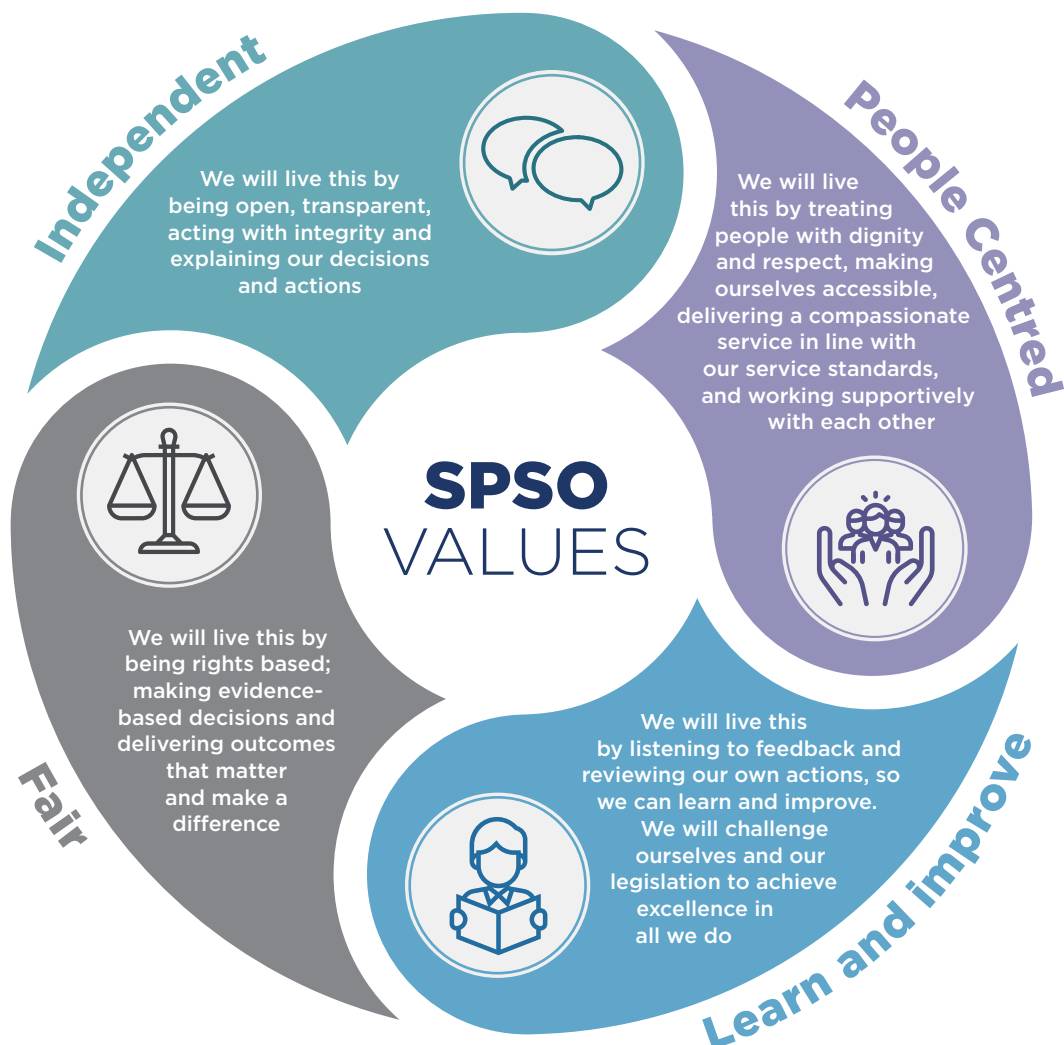 Independent
We will live this by
being open, transparent,
acting with integrity and
explaining our decisions
and actions
People Centred
We will live
this by treating
people with dignity
and respect, making
ourselves accessible,
delivering a compassionate
service in line with
our service standards,
and working supportively
with each other
SPSO
VALUES
Fair
We will live this by
being rights based;
making evidence-
based decisions and
delivering outcomes
that matter
and make a
difference
Learn and improve
We will live this
by listening to feedback and
reviewing our own actions, so
we can learn and improve.
We will challenge
ourselves and our
legislation to achieve
excellence in
all we do